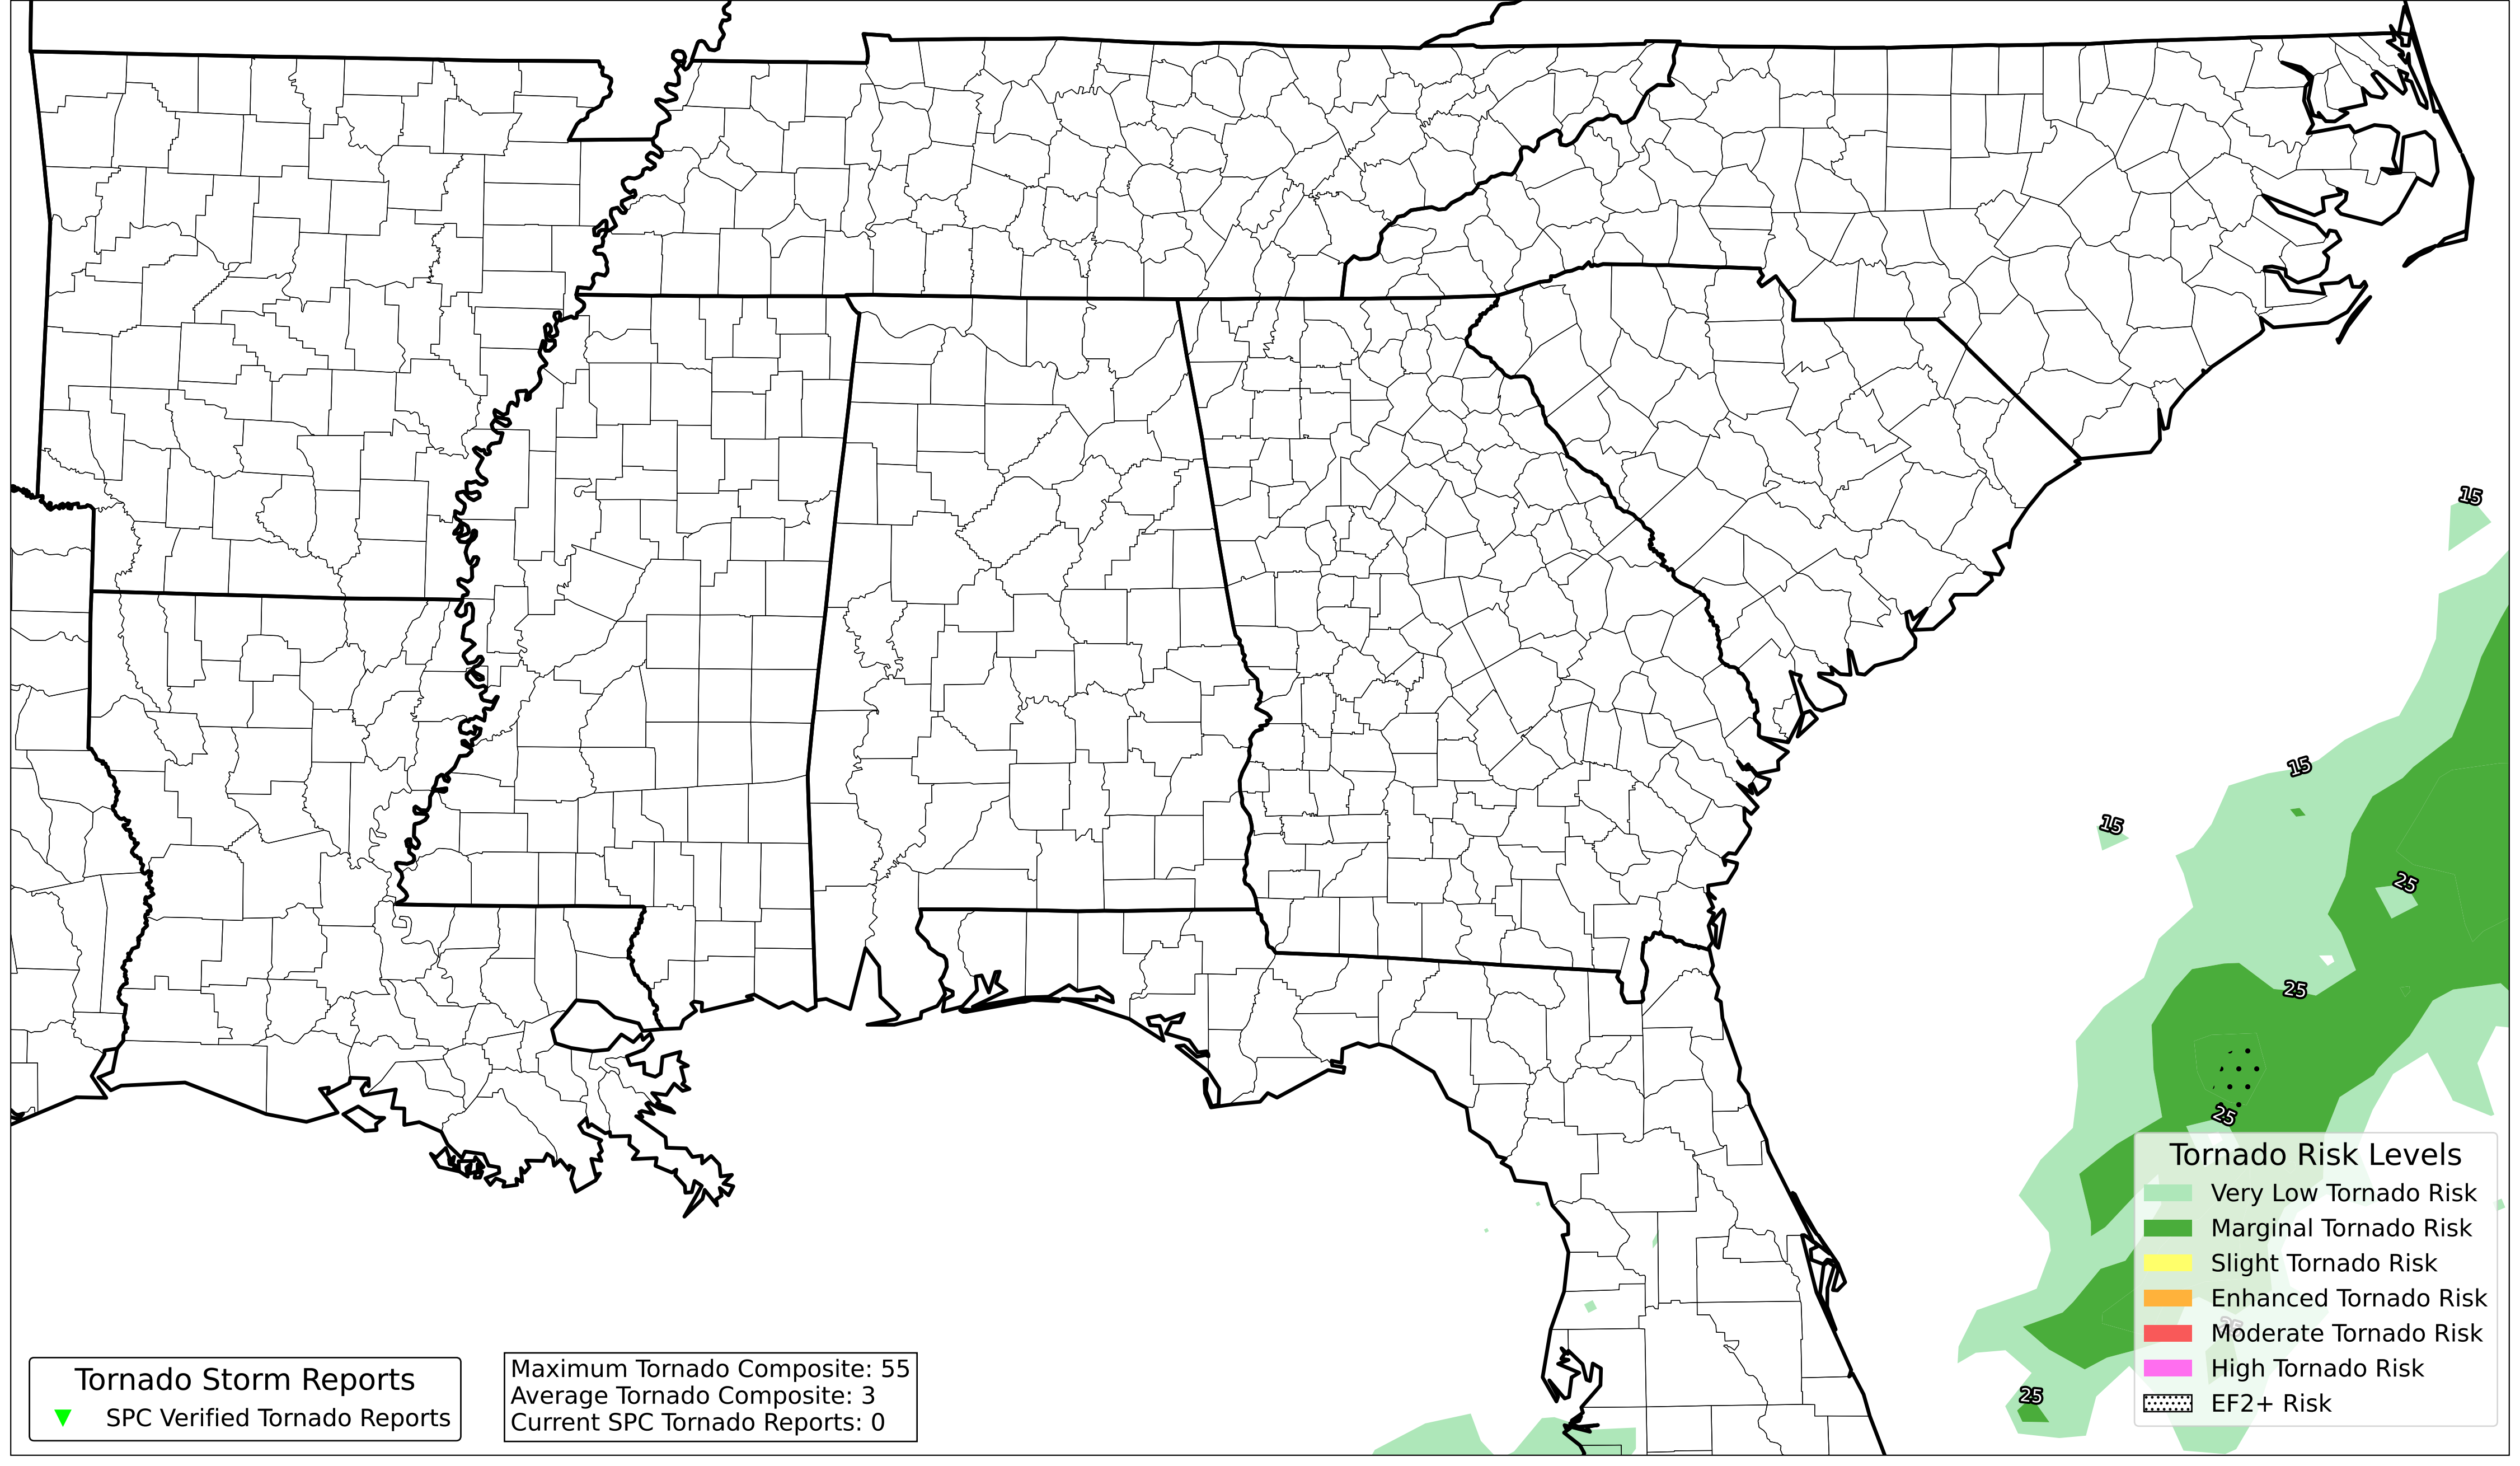 15
15
15
25
25
25
Tornado Risk Levels
Very Low Tornado Risk
Marginal Tornado Risk
Slight Tornado Risk
Enhanced Tornado Risk
Moderate Tornado Risk
High Tornado Risk
EF2+ Risk
25
Tornado Storm Reports
SPC Verified Tornado Reports
Maximum Tornado Composite: 55
Average Tornado Composite: 3
Current SPC Tornado Reports: 0